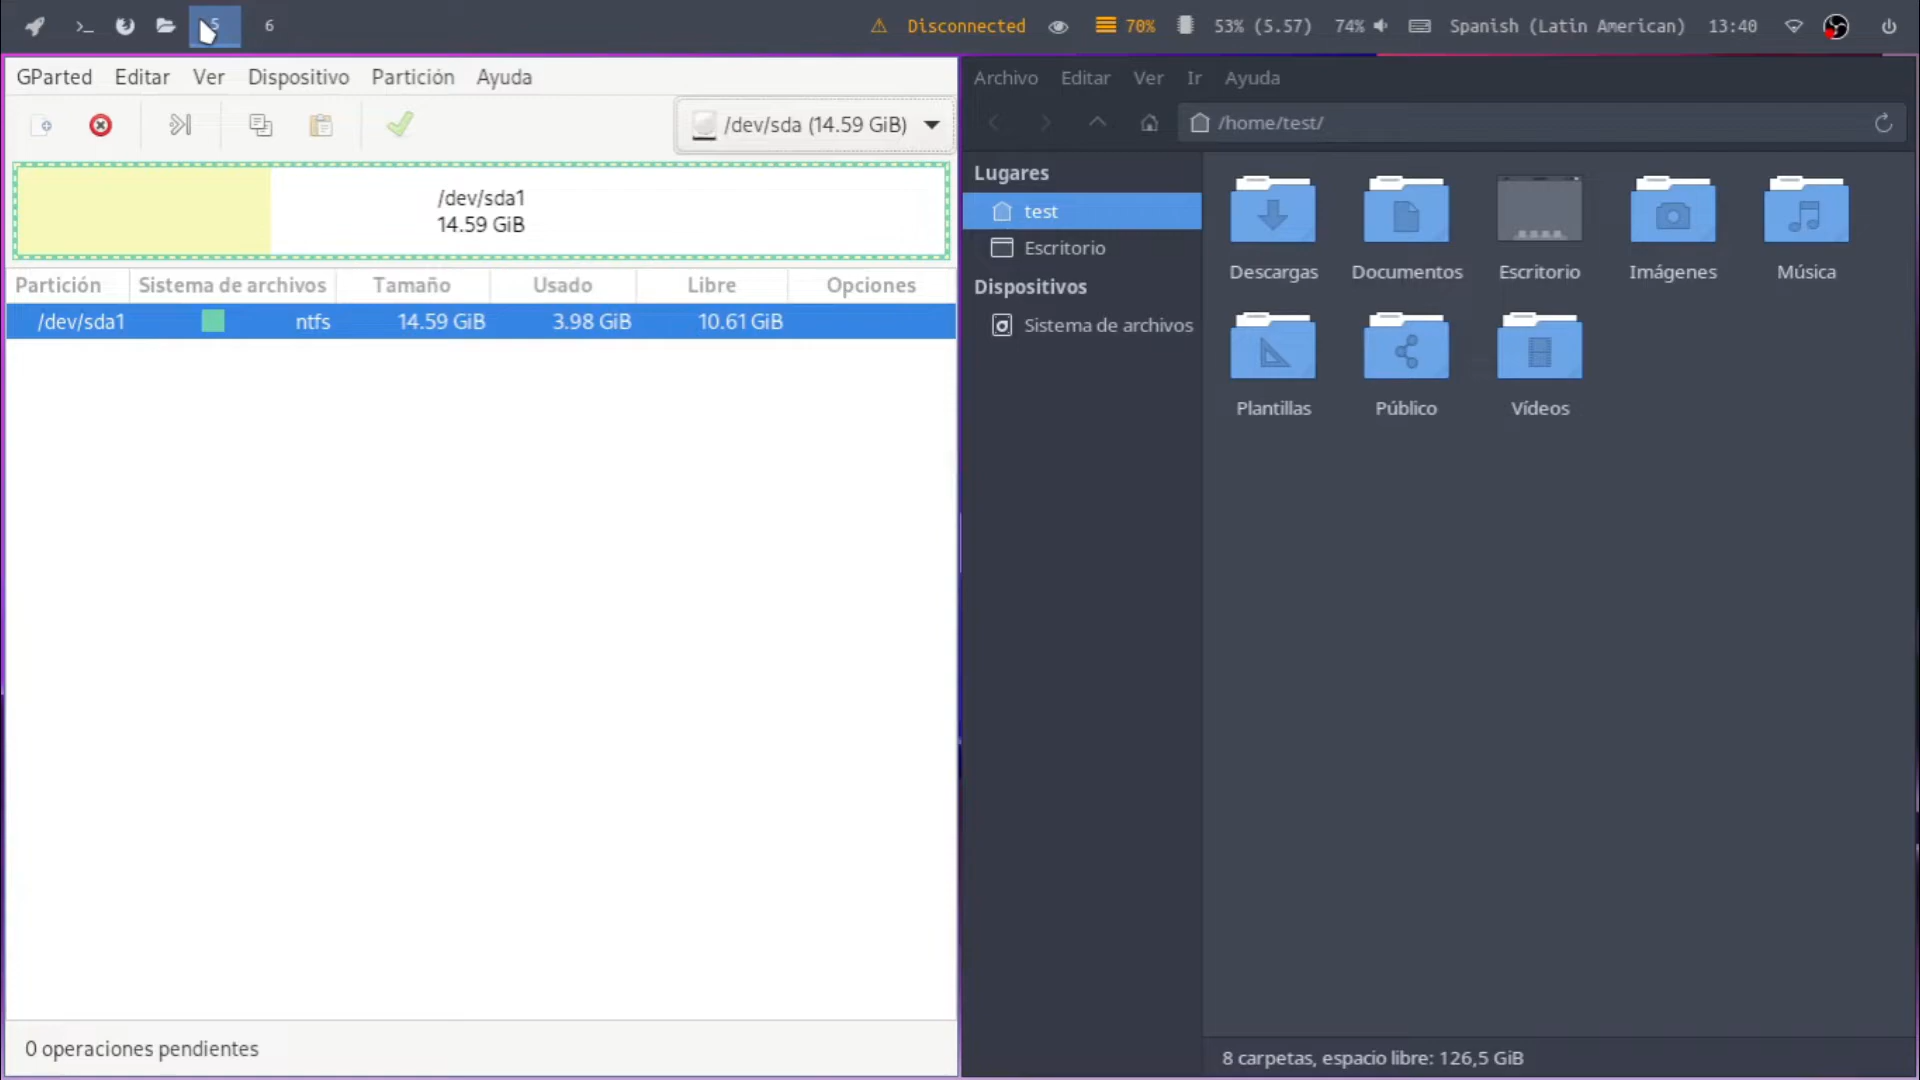 >_ 5 6 Disconnected 70% 53% (5.57) 74% Spanish (Latin American) 13:40
GParted Editar Ver Dispositivo Partición Ayuda
/dev/sda (14.59 GiB)
/dev/sda1
14.59 GiB
Partición Sistema de archivos Tamaño Usado Libre Opciones
/dev/sda1 ntfs 14.59 GiB 3.98 GiB 10.61 GiB
0 operaciones pendientes
Archivo Editar Ver Ir Ayuda
/home/test/
Lugares
test
Escritorio
Dispositivos
Sistema de archivos
Descargas Documentos Escritorio Imágenes Música
Plantillas Público Vídeos
8 carpetas, espacio libre: 126,5 GiB